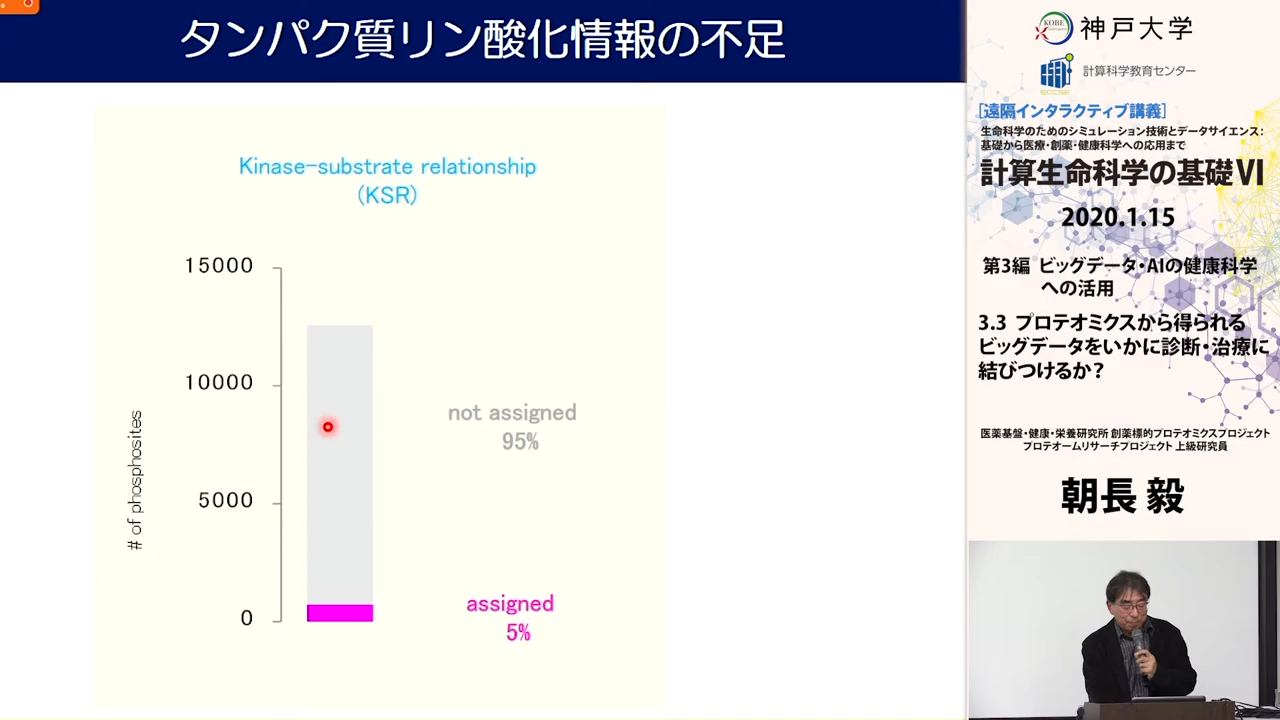 タンパク質リン酸化情報の不足
Kinase-substrate relationship
(KSR)
15000
10000
5000
0
# of phosphosites
not assigned
95%
assigned
5%
KOBE
神戸大学
計算科学教育センター
[遠隔インタラクティブ講義]
生命科学のためのシミュレーション技術とデータサイエンス:
基礎から医療・創薬・健康科学への応用まで
計算生命科学の基礎Ⅵ
2020.1.15
第3編 ビッグデータ・AIの健康科学
への活用
3.3 プロテオミクスから得られる
ビッグデータをいかに診断・治療に
結びつけるか?
医薬基盤・健康・栄養研究所 創薬標的プロテオミクスプロジェクト
プロテオームリサーチプロジェクト 上級研究員
朝長 毅